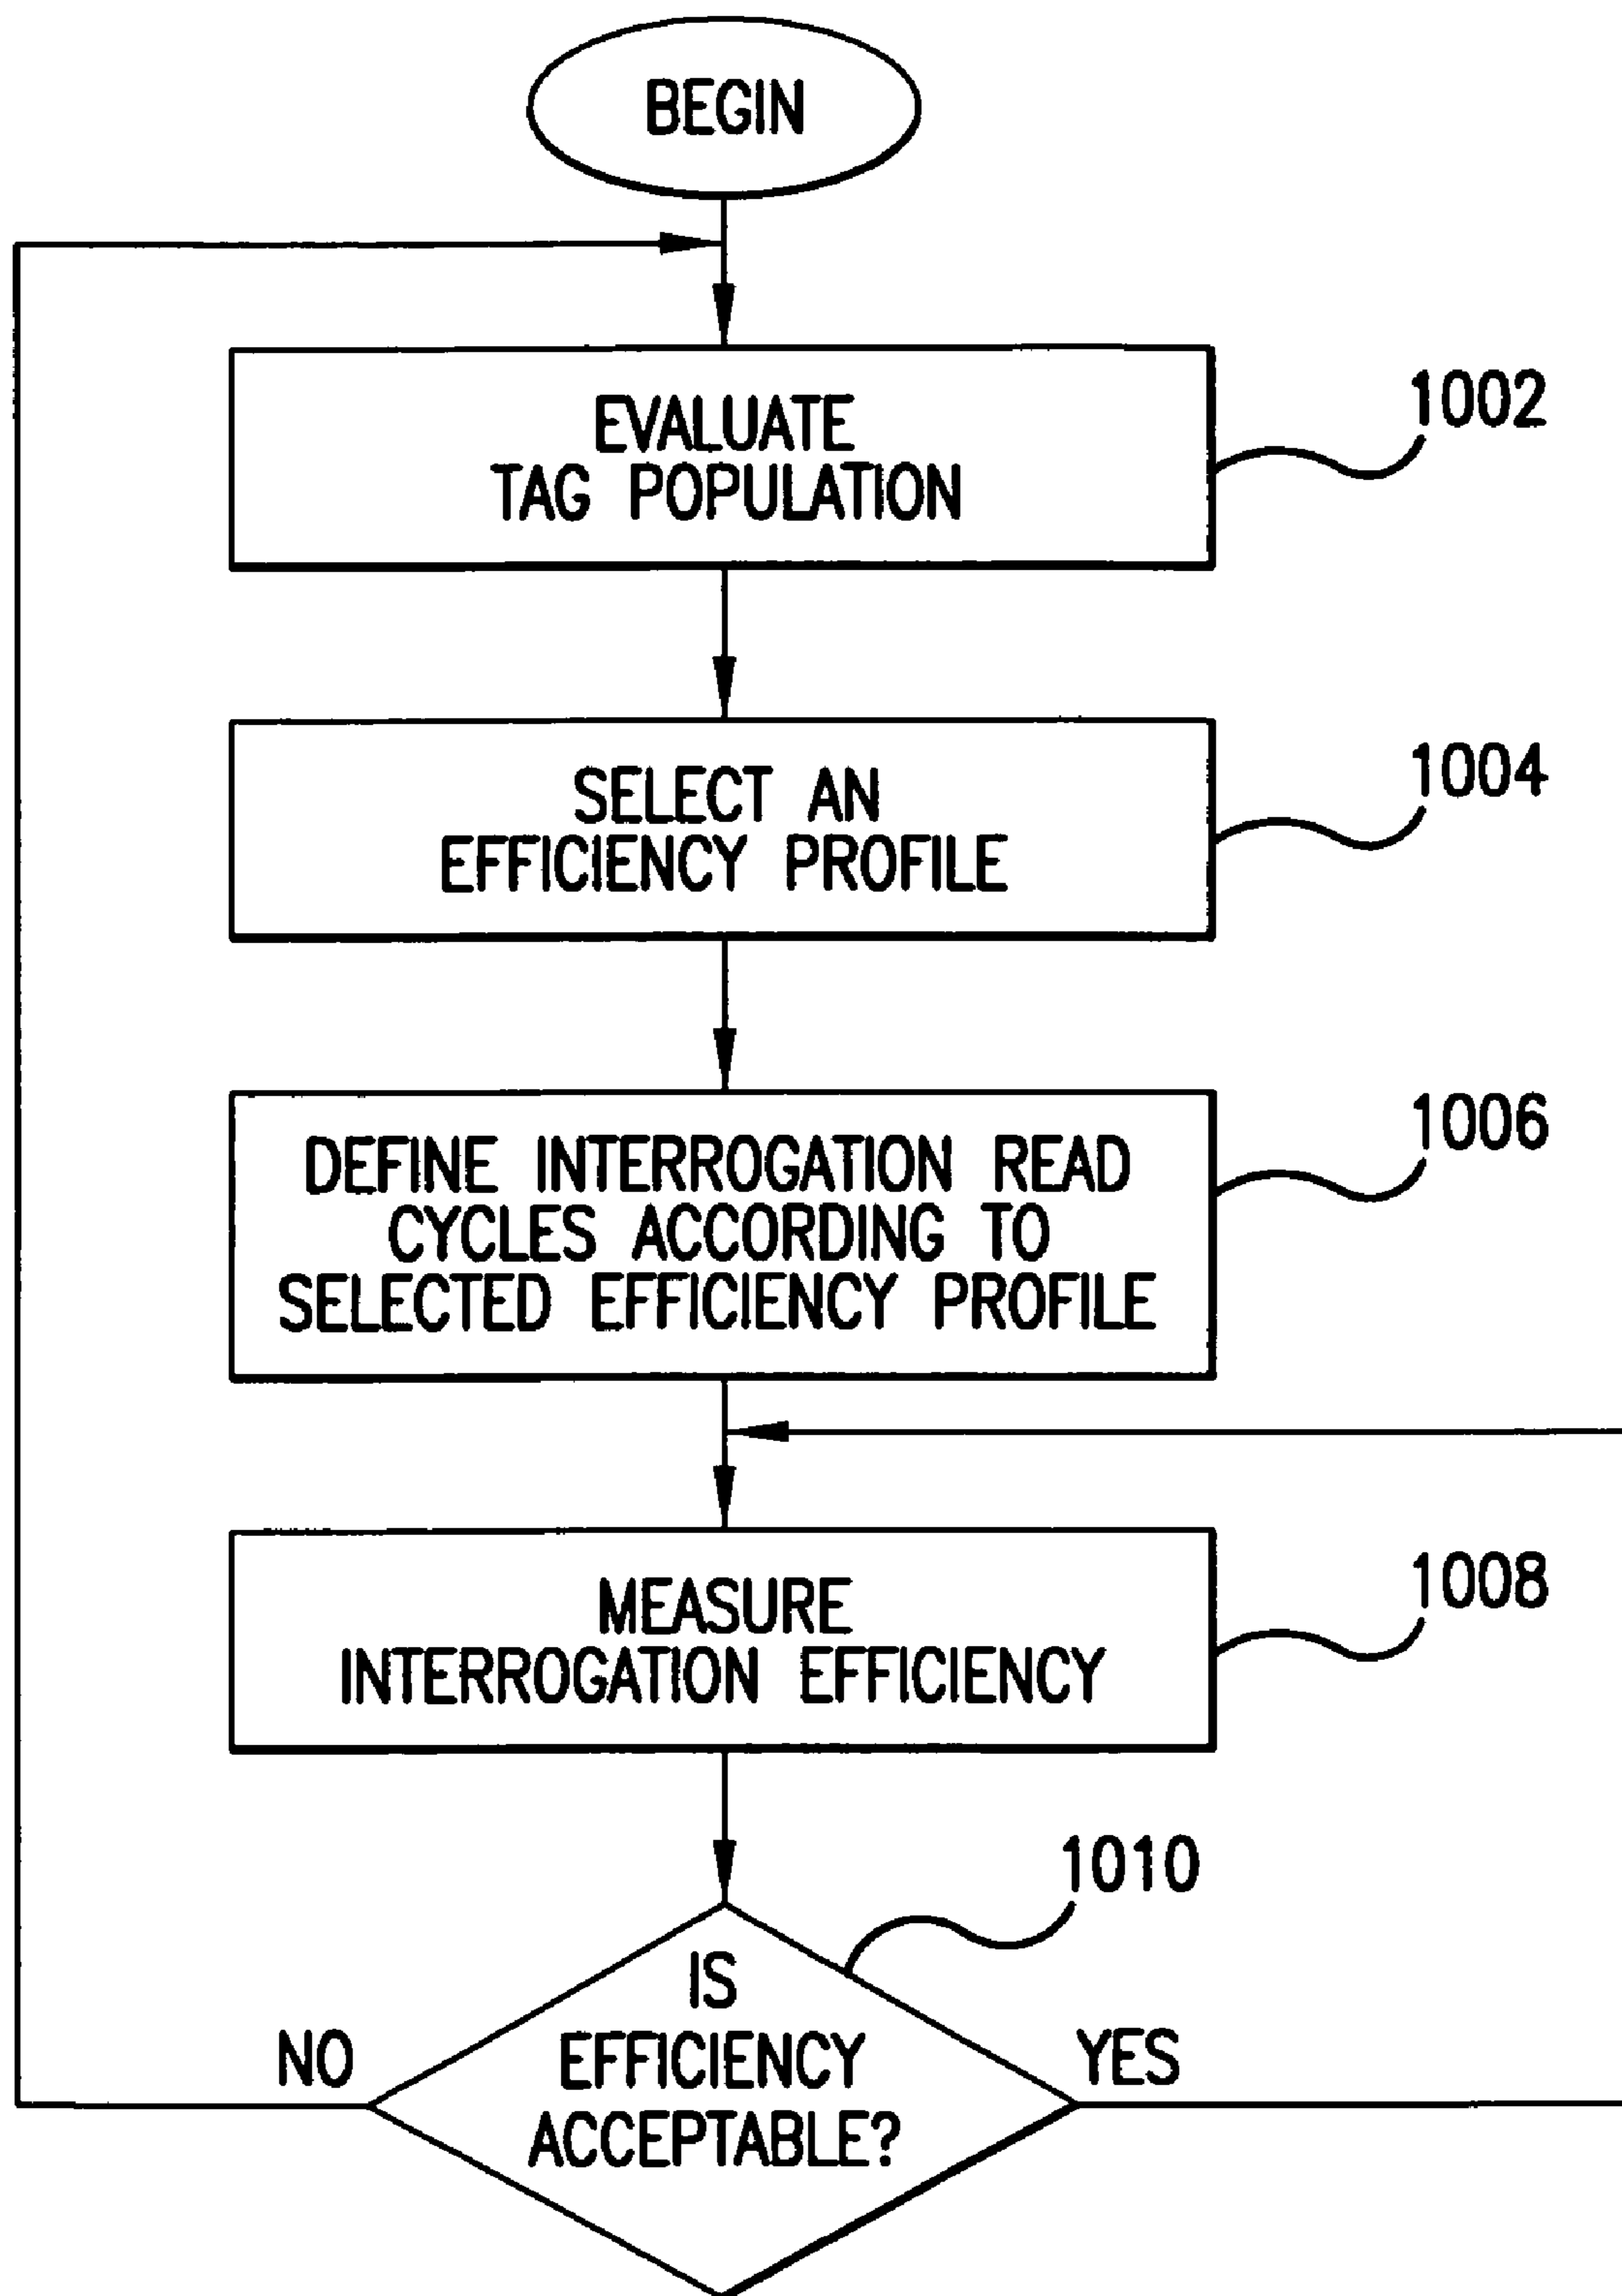 BEGIN
EVALUATE
TAG POPULATION
1002
SELECT AN
EFFICIENCY PROFILE
1004
DEFINE INTERROGATION READ
CYCLES ACCORDING TO
SELECTED EFFICIENCY PROFILE
1006
MEASURE
INTERROGATION EFFICIENCY
1008
1010
IS
EFFICIENCY
ACCEPTABLE?
NO
YES